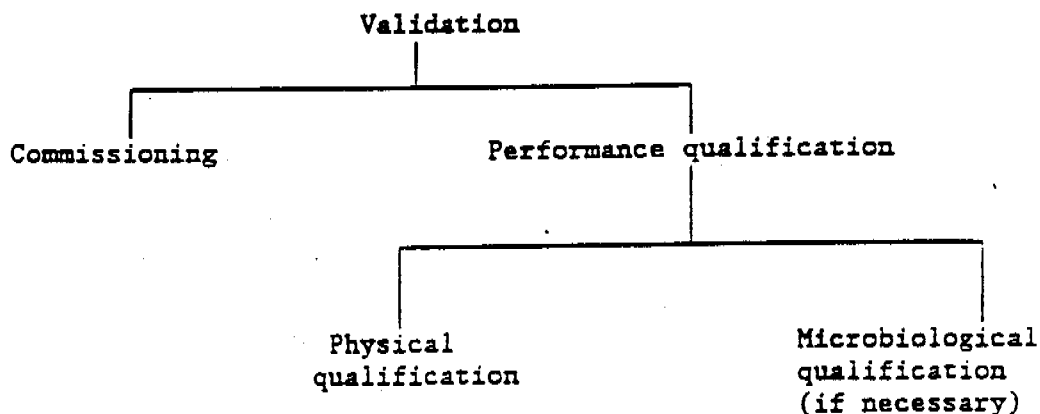 Validation
Commissioning
Performance qualification
Physical
qualification
Microbiological
qualification
(if necessary)